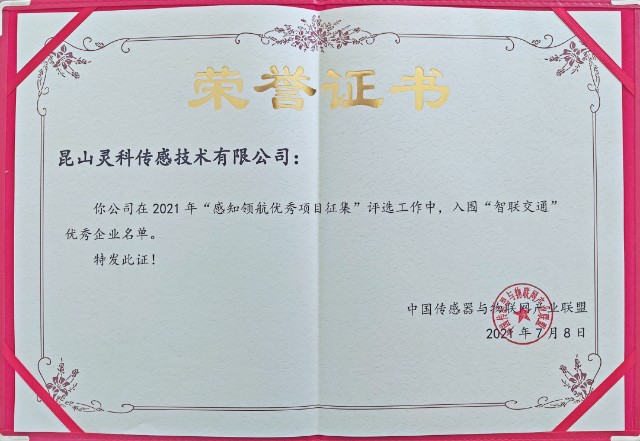 荣誉证书
昆山灵科传感技术有限公司：
你公司在2021年“感知领航优秀项目征集”评选工作中，入围“智联交通”
优秀企业名单。
特发此证！
中国传感器与物联网产业联盟
2021年7月8日